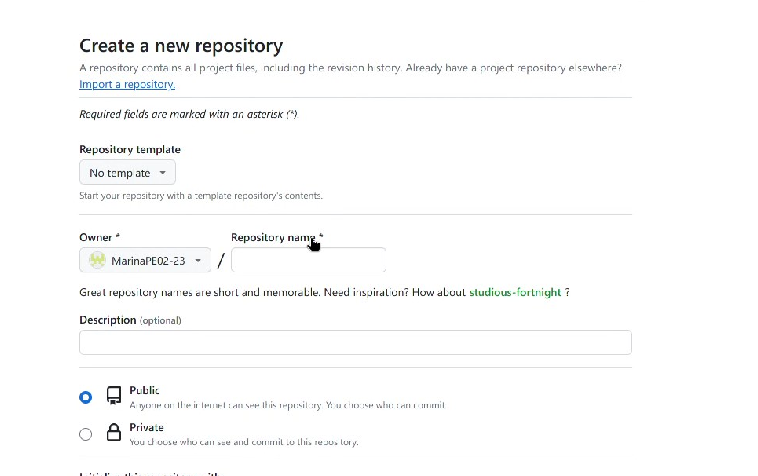 Create a new repository
A repository contains all project files, including the revision history. Already have a project repository elsewhere?
Import a repository.
Required fields are marked with an asterisk (*).
Repository template
No template
Start your repository with a template repository's contents.
Owner *
Repository name *
MarinaPE02-23
/
Great repository names are short and memorable. Need inspiration? How about studious-fortnight ?
Description (optional)
Public
Anyone on the internet can see this repository. You choose who can commit.
Private
You choose who can see and commit to this repository.